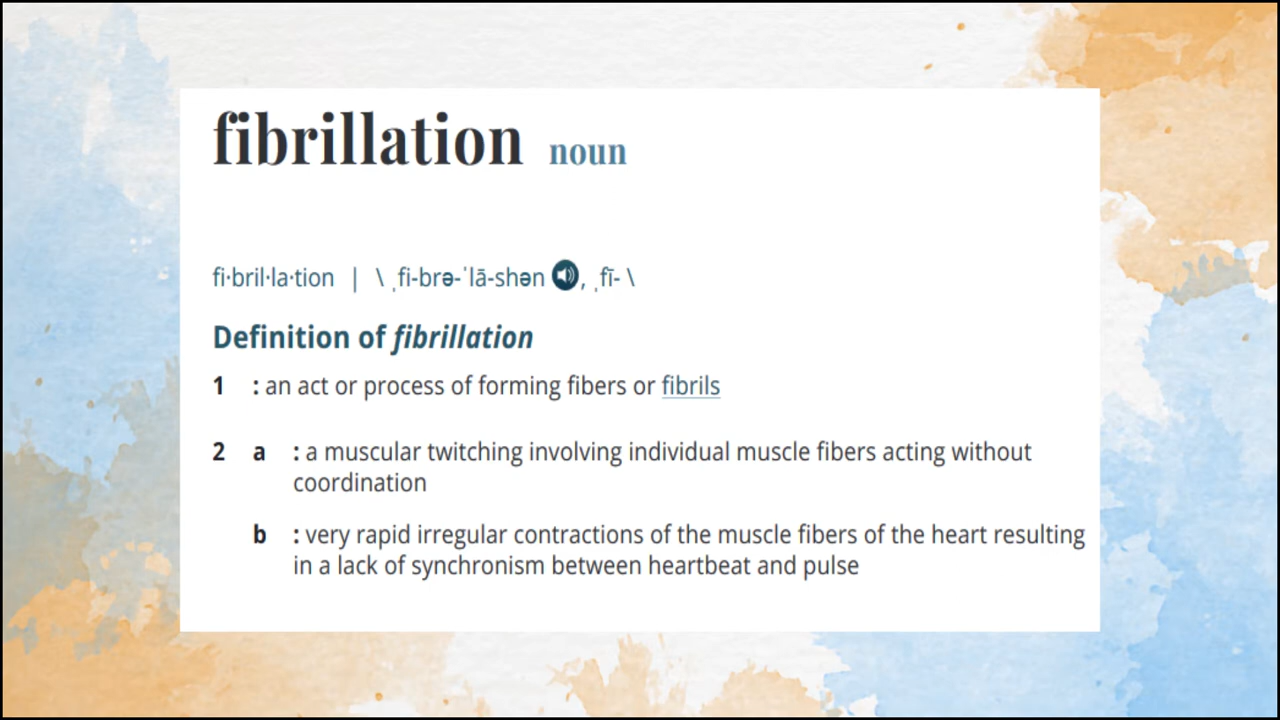 fibrillation noun
fi·bril·la·tion | \ ˌfi-brə-ˈlā-shən , ˌfī- \
Definition of fibrillation
1 : an act or process of forming fibers or fibrils
2 a : a muscular twitching involving individual muscle fibers acting without
coordination
b : very rapid irregular contractions of the muscle fibers of the heart resulting
in a lack of synchronism between heartbeat and pulse